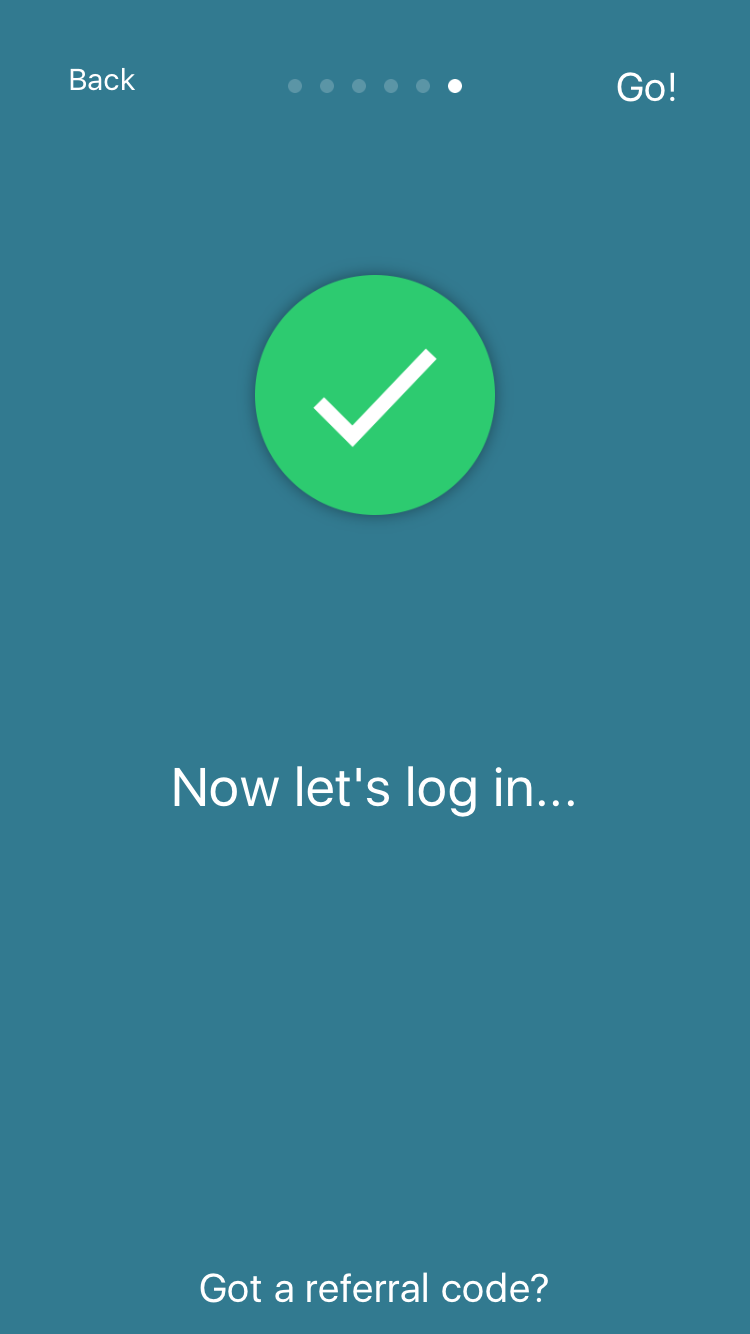 Back
Go!
Now let's log in...
Got a referral code?